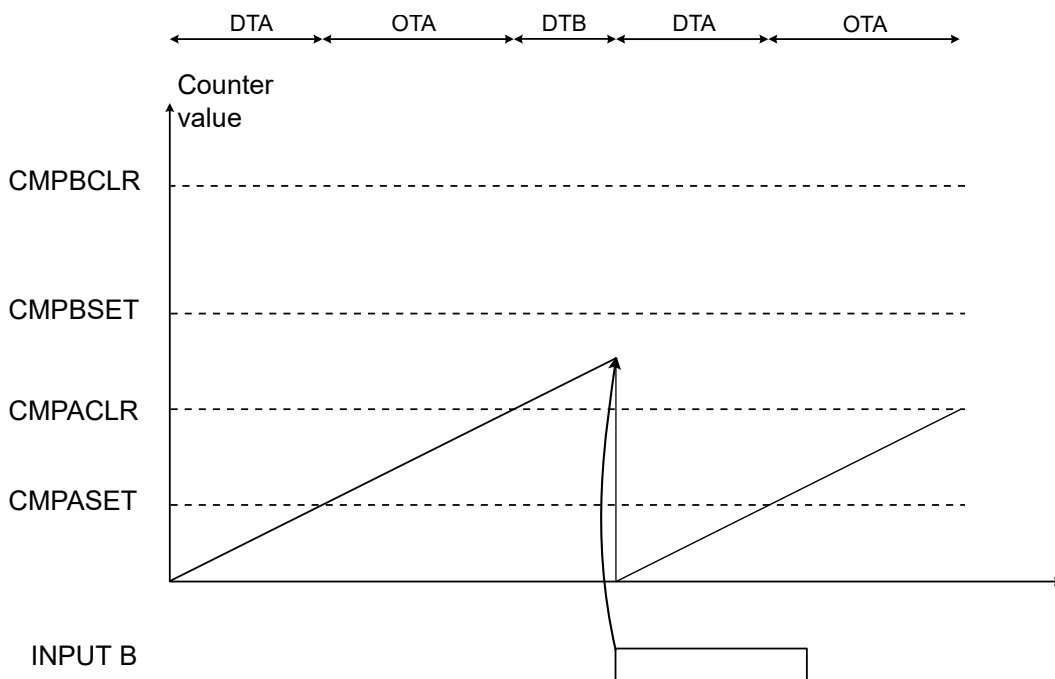 DTA OTA DTB DTA OTA
Counter
value
CMPBCLR
CMPBSET
CMPACLR
CMPASET
INPUT B